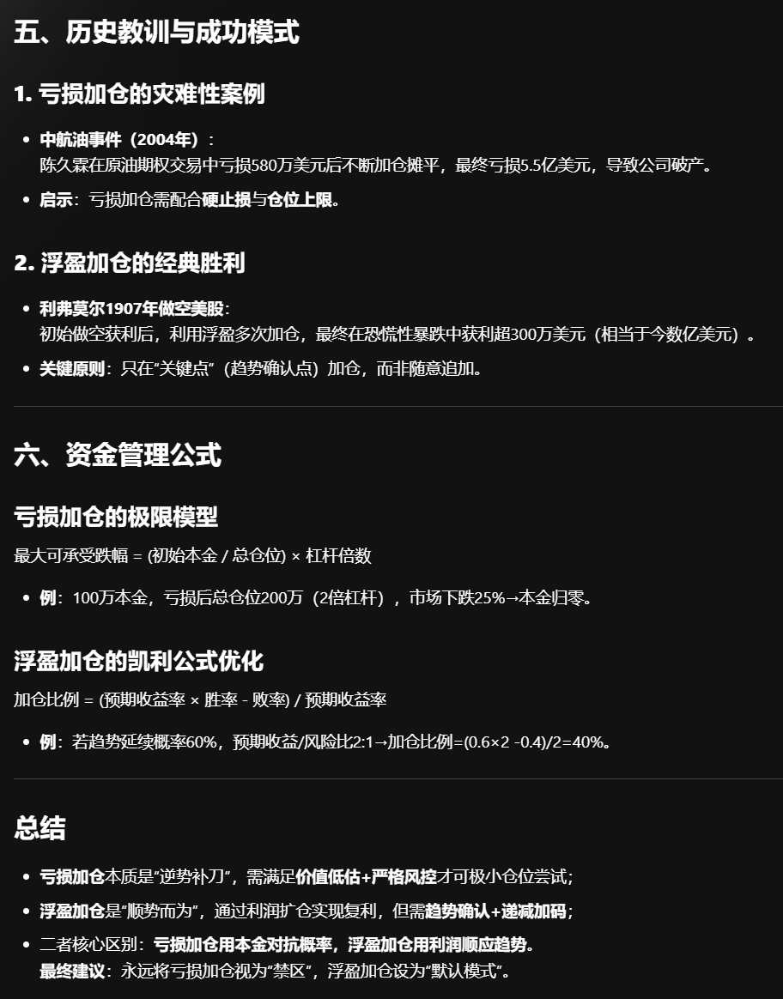 五、历史教训与成功模式
1. 亏损加仓的灾难性案例
• 中航油事件（2004年）：
陈久霖在原油期权交易中亏损580万美元后不断加仓摊平，最终亏损5.5亿美元，导致公司破产。
• 启示：亏损加仓需配合硬止损与仓位上限。
2. 浮盈加仓的经典胜利
• 利弗莫尔1907年做空美股：
初始做空获利后，利用浮盈多次加仓，最终在恐慌性暴跌中获利超300万美元（相当于今数亿美元）。
• 关键原则：只在“关键点”（趋势确认点）加仓，而非随意追加。
六、资金管理公式
亏损加仓的极限模型
最大可承受跌幅 = (初始本金 / 总仓位) × 杠杆倍数
• 例：100万本金，亏损后总仓位200万（2倍杠杆），市场下跌25%→本金归零。
浮盈加仓的凯利公式优化
加仓比例 = (预期收益率 × 胜率 - 败率) / 预期收益率
• 例：若趋势延续概率60%，预期收益/风险比2:1→加仓比例=(0.6×2 -0.4)/2=40%。
总结
• 亏损加仓本质是“逆势补刀”，需满足价值低估+严格风控才可极小仓位尝试；
• 浮盈加仓是“顺势而为”，通过利润扩仓实现复利，但需趋势确认+递减加码；
• 二者核心区别：亏损加仓用本金对抗概率，浮盈加仓用利润顺应趋势。
最终建议：永远将亏损加仓视为“禁区”，浮盈加仓设为“默认模式”。